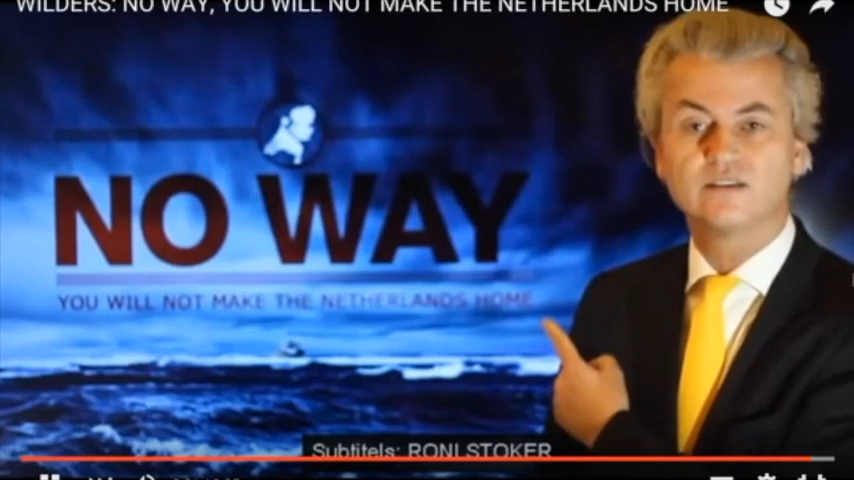 WILDERS: NO WAY, YOU WILL NOT MAKE THE NETHERLANDS HOME
NO WAY
YOU WILL NOT MAKE THE NETHERLANDS HOME
Subtitels: RONI STOKER